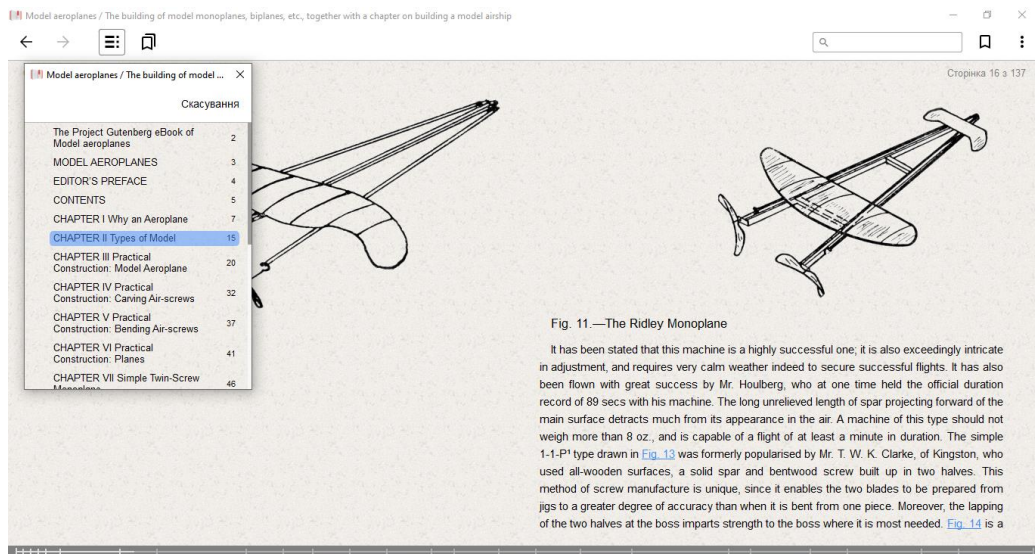 Model aeroplanes / The building of model monoplanes, biplanes, etc., together with a chapter on building a model airship
Сторінка 16 з 137
Model aeroplanes / The building of model ...
Скасування
The Project Gutenberg eBook of
Model aeroplanes 2
MODEL AEROPLANES 3
EDITOR'S PREFACE 4
CONTENTS 5
CHAPTER I Why an Aeroplane 7
CHAPTER II Types of Model 15
CHAPTER III Practical
Construction: Model Aeroplane 20
CHAPTER IV Practical
Construction: Carving Air-screws 32
CHAPTER V Practical
Construction: Bending Air-screws 37
CHAPTER VI Practical
Construction: Planes 41
CHAPTER VII Simple Twin-Screw
Monoplane 46
Fig. 11.—The Ridley Monoplane
It has been stated that this machine is a highly successful one; it is also exceedingly intricate
in adjustment, and requires very calm weather indeed to secure successful flights. It has also
been flown with great success by Mr. Houlberg, who at one time held the official duration
record of 89 secs with his machine. The long unrelieved length of spar projecting forward of the
main surface detracts much from its appearance in the air. A machine of this type should not
weigh more than 8 oz., and is capable of a flight of at least a minute in duration. The simple
1-1-P¹ type drawn in Fig. 13 was formerly popularised by Mr. T. W. K. Clarke, of Kingston, who
used all-wooden surfaces, a solid spar and bentwood screw built up in two halves. This
method of screw manufacture is unique, since it enables the two blades to be prepared from
jigs to a greater degree of accuracy than when it is bent from one piece. Moreover, the lapping
of the two halves at the boss imparts strength to the boss where it is most needed. Fig. 14 is a